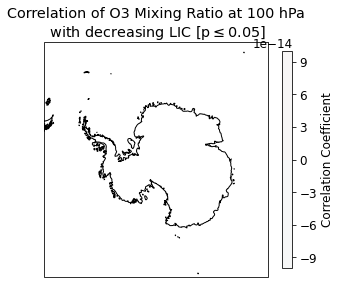 Correlation of O3 Mixing Ratio at 100 hPa
with decreasing LIC [p ≤ 0.05]
1e−14
9
6
3
0
−3
−6
−9
Correlation Coefficient